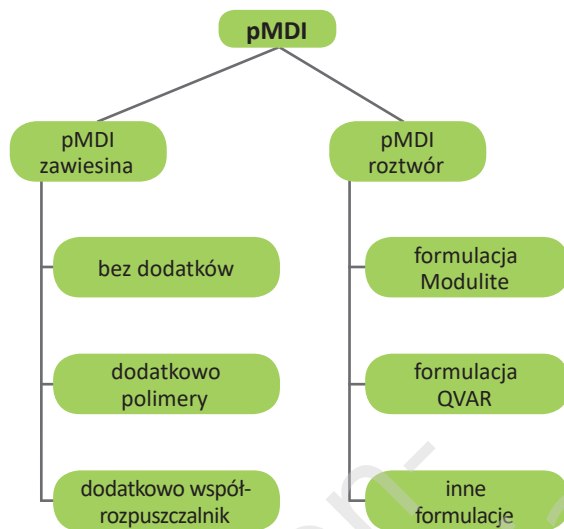 pMDI
pMDI
zawiesina
pMDI
roztwór
bez dodatków
formulacja
Modulite
dodatkowo
polimery
formulacja
QVAR
dodatkowo współ-
rozpuszczalnik
inne
formulacje